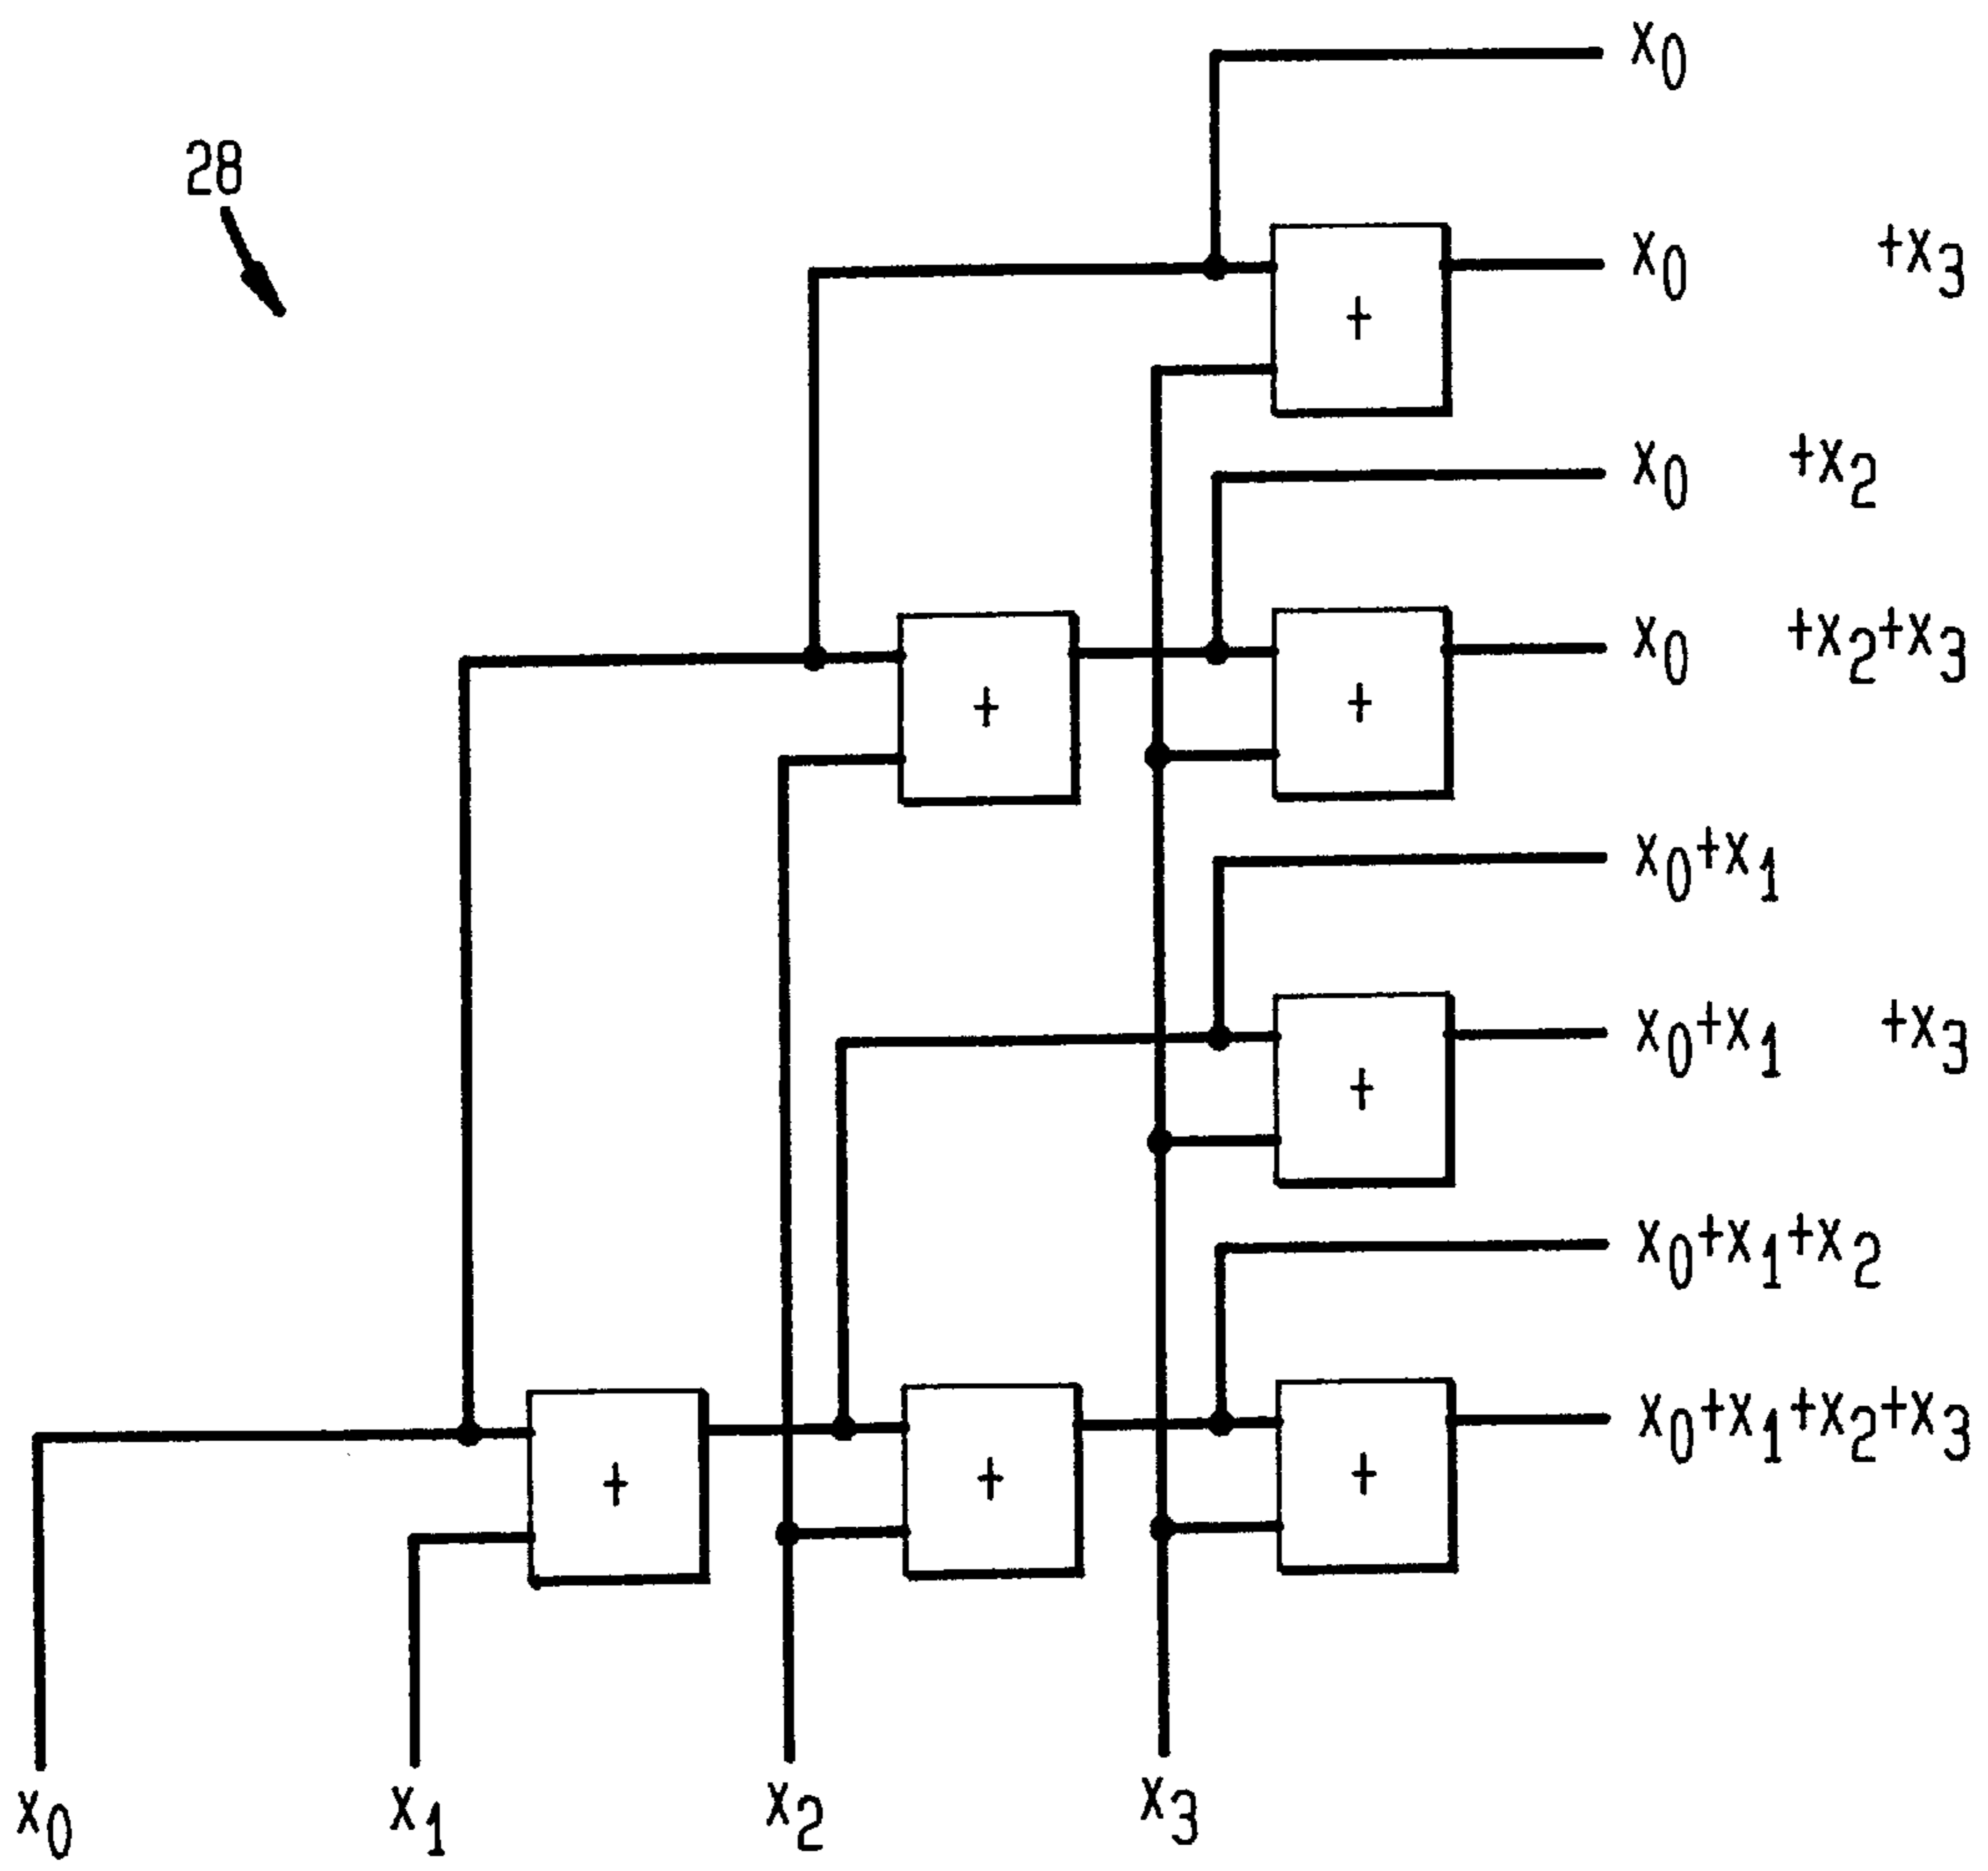 x0
28
x0 +x3
+
x0 +x2
x0 +x2+x3
+
+
x0+x1
x0+x1 +x3
+
x0+x1+x2
x0+x1+x2+x3
+
+
+
x0
x1
x2
x3